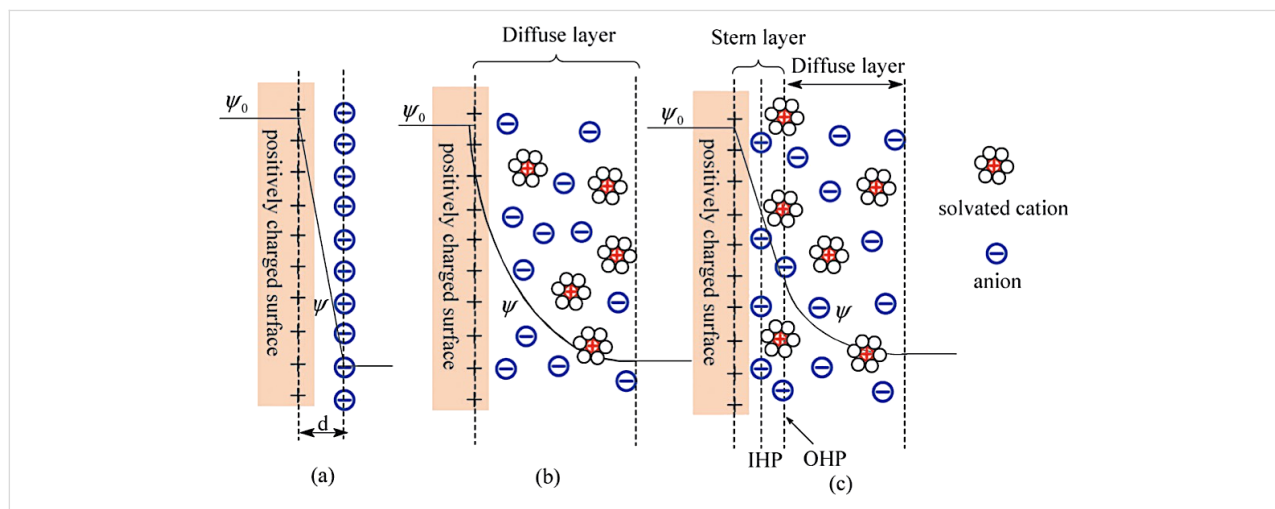 Diffuse layer
Stern layer
Diffuse layer
ψ₀
positively charged surface
ψ
d
(a)
ψ₀
positively charged surface
ψ
(b)
ψ₀
positively charged surface
ψ
IHP
OHP
(c)
solvated cation
anion